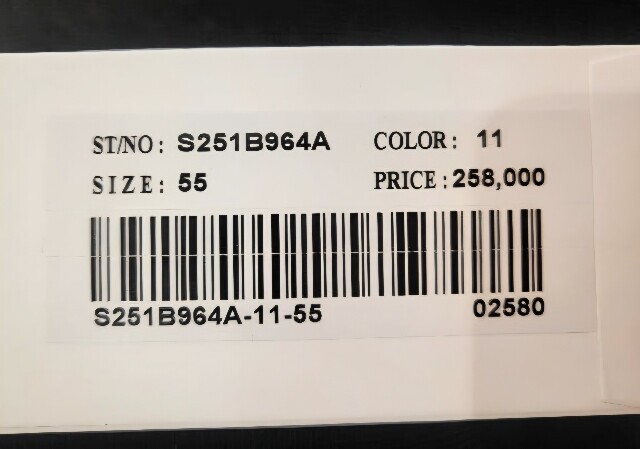 ST/NO : S251B964A COLOR : 11
SIZE : 55 PRICE : 258,000
S251B964A-11-55 02580